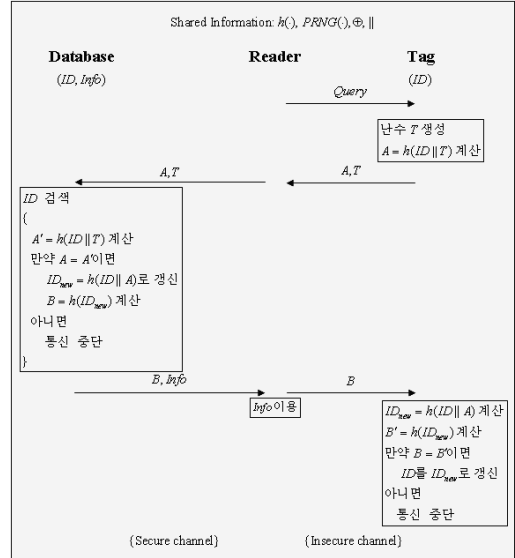 Shared Information: h(·), PRNG(·), ⊕, ||
Database Reader Tag
(ID, Info) (ID)
Query
난수 T 생성
A = h(ID || T) 계산
A,T A,T
ID 검색
{
A' = h(ID || T) 계산
만약 A = A'이면
ID_new = h(ID || A)로 갱신
B = h(ID_new) 계산
아니면
통신 중단
}
B, Info B
Info이용
ID_new = h(ID || A) 계산
B' = h(ID_new) 계산
만약 B = B'이면
ID를 ID_new로 갱신
아니면
통신 중단
{Secure channel} {Insecure channel}